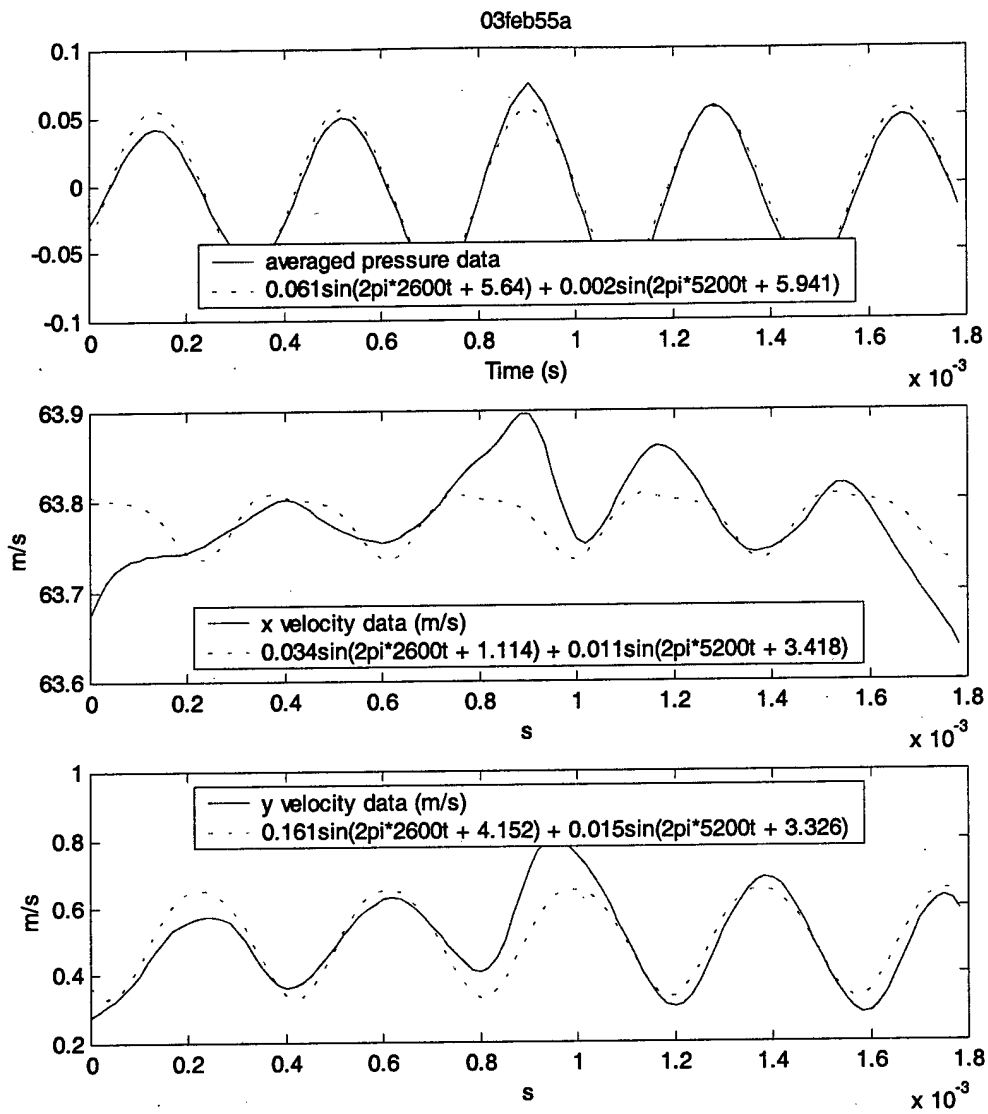 03feb55a
0.1
0.05
0
-0.05
-0.1
averaged pressure data
0.061sin(2pi*2600t + 5.64) + 0.002sin(2pi*5200t + 5.941)
0 0.2 0.4 0.6 0.8 1 1.2 1.4 1.6 1.8
Time (s)
x 10-3
63.9
63.8
63.7
63.6
m/s
x velocity data (m/s)
0.034sin(2pi*2600t + 1.114) + 0.011sin(2pi*5200t + 3.418)
0 0.2 0.4 0.6 0.8 1 1.2 1.4 1.6 1.8
s
x 10-3
1
0.8
0.6
0.4
0.2
m/s
y velocity data (m/s)
0.161sin(2pi*2600t + 4.152) + 0.015sin(2pi*5200t + 3.326)
0 0.2 0.4 0.6 0.8 1 1.2 1.4 1.6 1.8
s
x 10-3